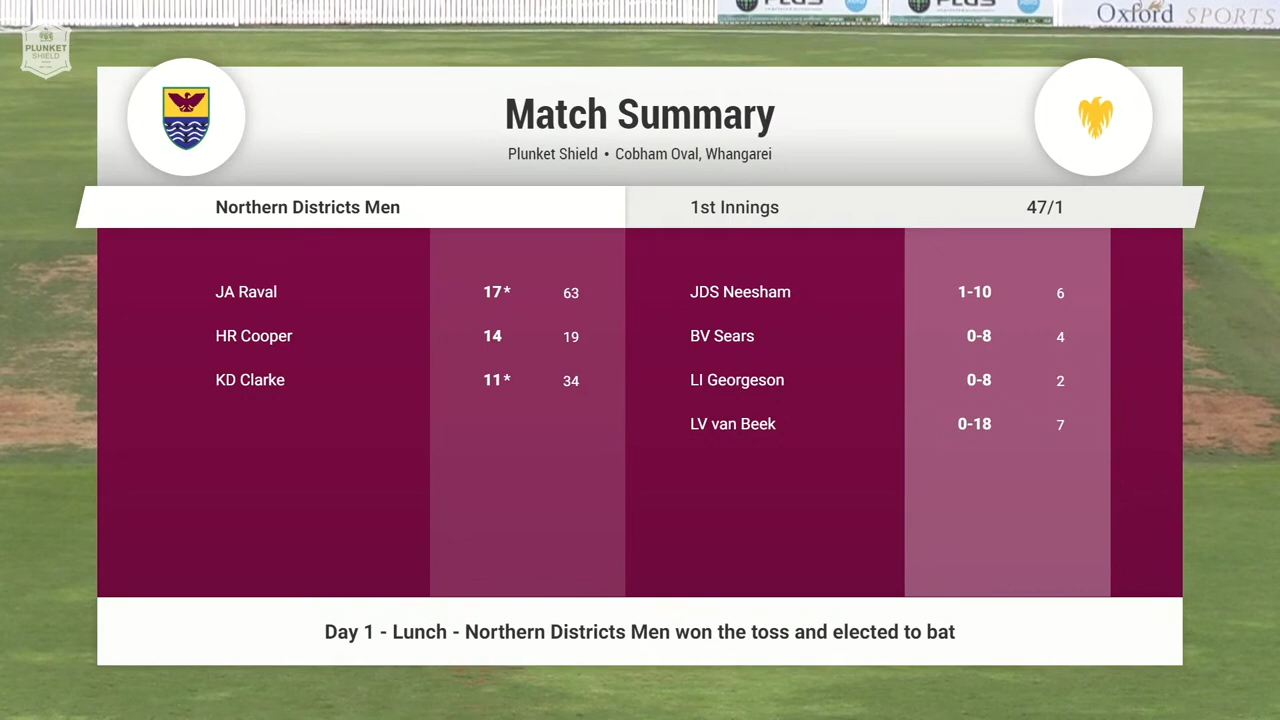 PLUS
PLUS
Oxford SPORTS
PLUNKET
SHIELD
Match Summary
Plunket Shield • Cobham Oval, Whangarei
Northern Districts Men 1st Innings 47/1
JA Raval 17* 63 JDS Neesham 1-10 6
HR Cooper 14 19 BV Sears 0-8 4
KD Clarke 11* 34 LI Georgeson 0-8 2
LV van Beek 0-18 7
Day 1 - Lunch - Northern Districts Men won the toss and elected to bat